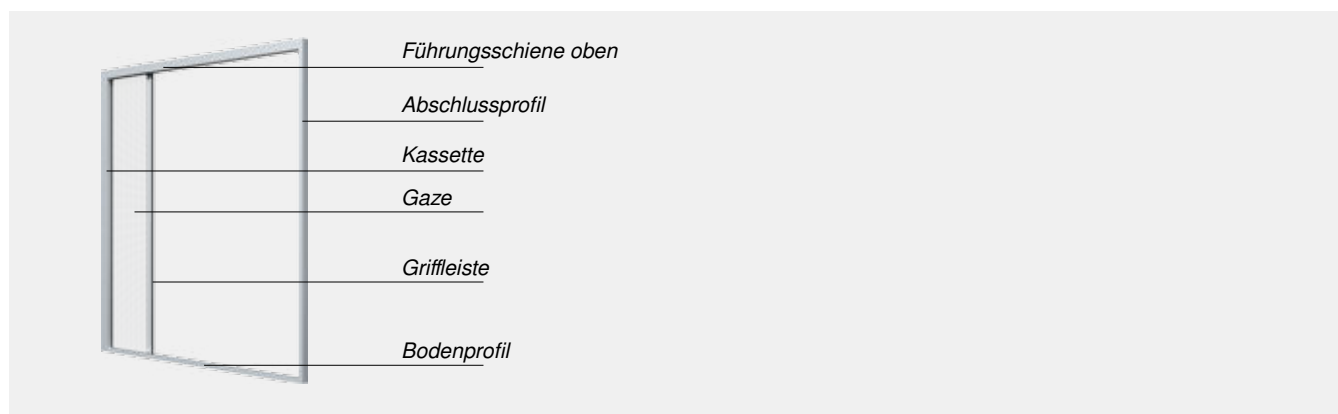 Führungsschiene oben
Abschlussprofil
Kassette
Gaze
Griffleiste
Bodenprofil